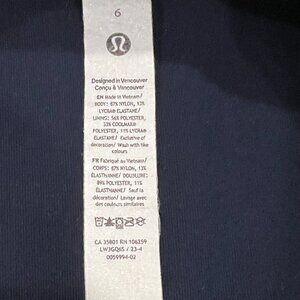 6
Designed in Vancouver
Conçu à Vancouver
EN Made in Vietnam/
BODY: 87% NYLON, 13%
LYCRA® ELASTANE/
LINING: 56% POLYESTER,
33% COOLMAX®
POLYESTER, 11% LYCRA®
ELASTANE/ Exclusive of
decoration/ Wash with like
colours
FR Fabriqué au Vietnam/
CORPS: 87% NYLON, 13%
ÉLASTHANNE/ DOUBLURE:
89% POLYESTER, 11%
ÉLASTHANNE/ Sauf la
décoration/ Laver avec
des couleurs similaires
CA 35801 RN 106259
LW3GQ6S / 23-4
0059994-02